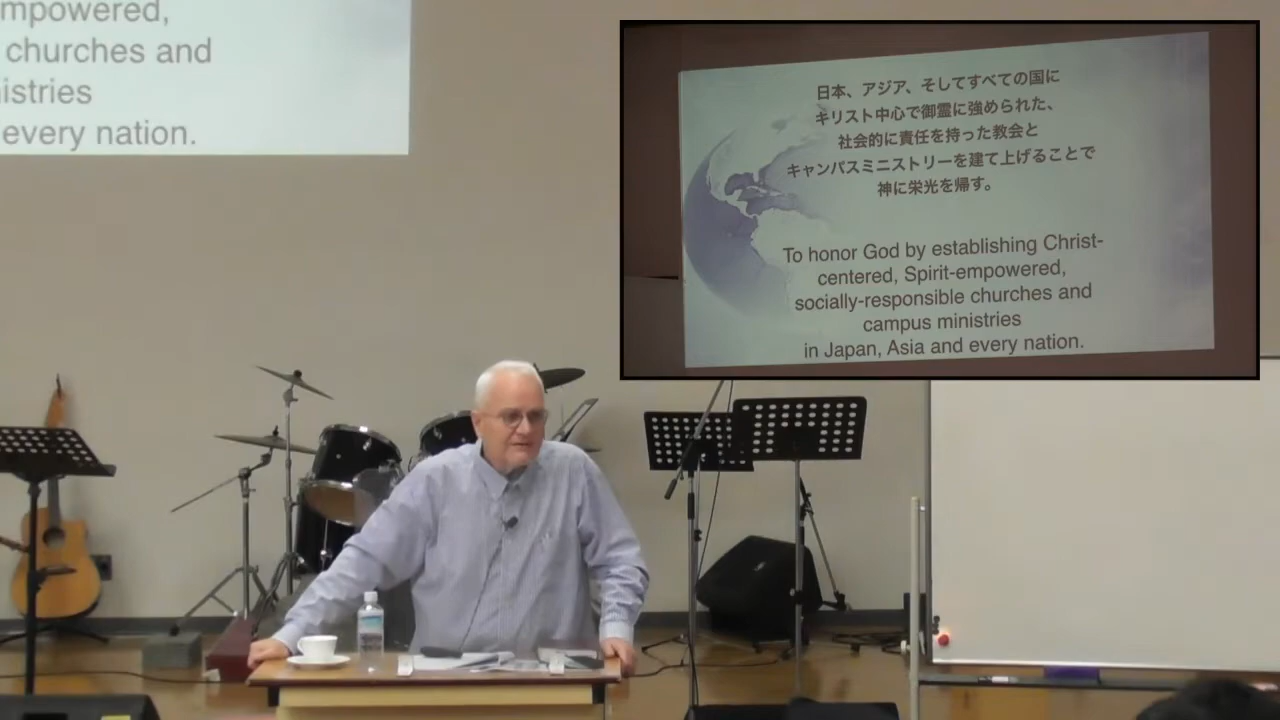 mpowered,
churches and
istries
every nation.
日本、アジア、そしてすべての国に
キリスト中心で御霊に強められた、
社会的に責任を持った教会と
キャンパスミニストリーを建て上げることで
神に栄光を帰す。
To honor God by establishing Christ-
centered, Spirit-empowered,
socially-responsible churches and
campus ministries
in Japan, Asia and every nation.